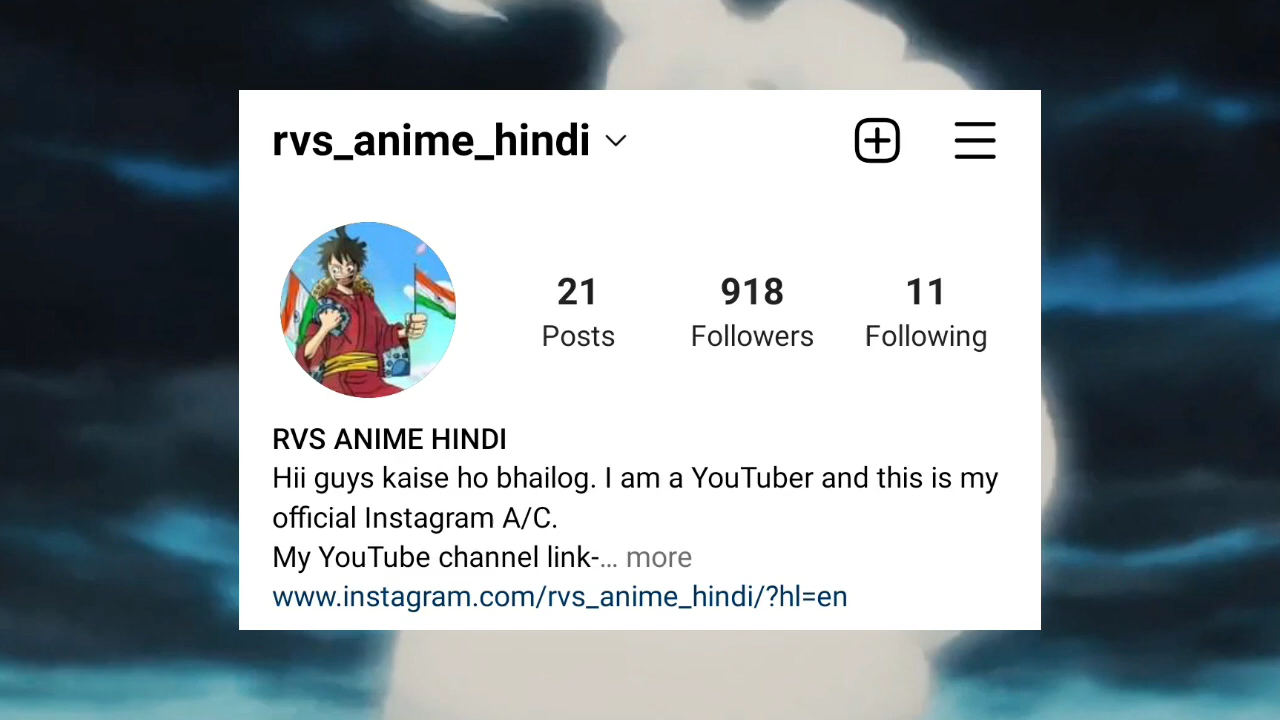 rvs_anime_hindi
21
Posts
918
Followers
11
Following
RVS ANIME HINDI
Hii guys kaise ho bhailog. I am a YouTuber and this is my
official Instagram A/C.
My YouTube channel link-... more
www.instagram.com/rvs_anime_hindi/?hl=en